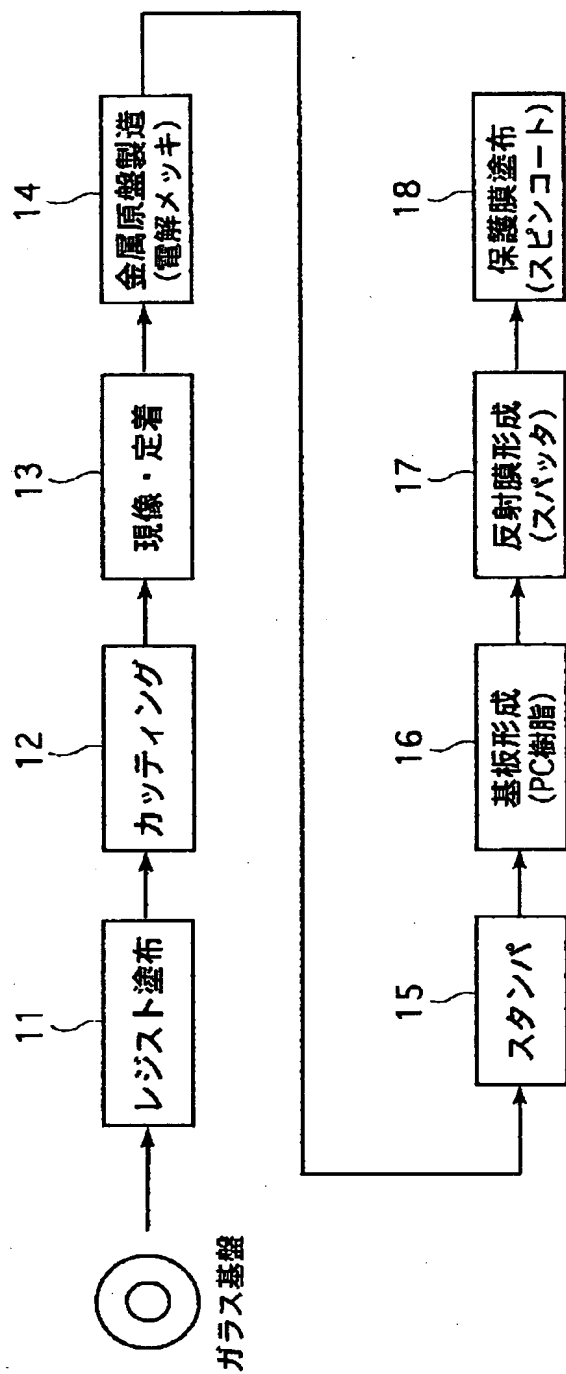 ガラス基盤
11
レジスト塗布
12
カッティング
13
現像・定着
14
金属原盤製造
(電解メッキ)
15
スタンパ
16
基板形成
(PC樹脂)
17
反射膜形成
(スパッタ)
18
保護膜塗布
(スピンコート)